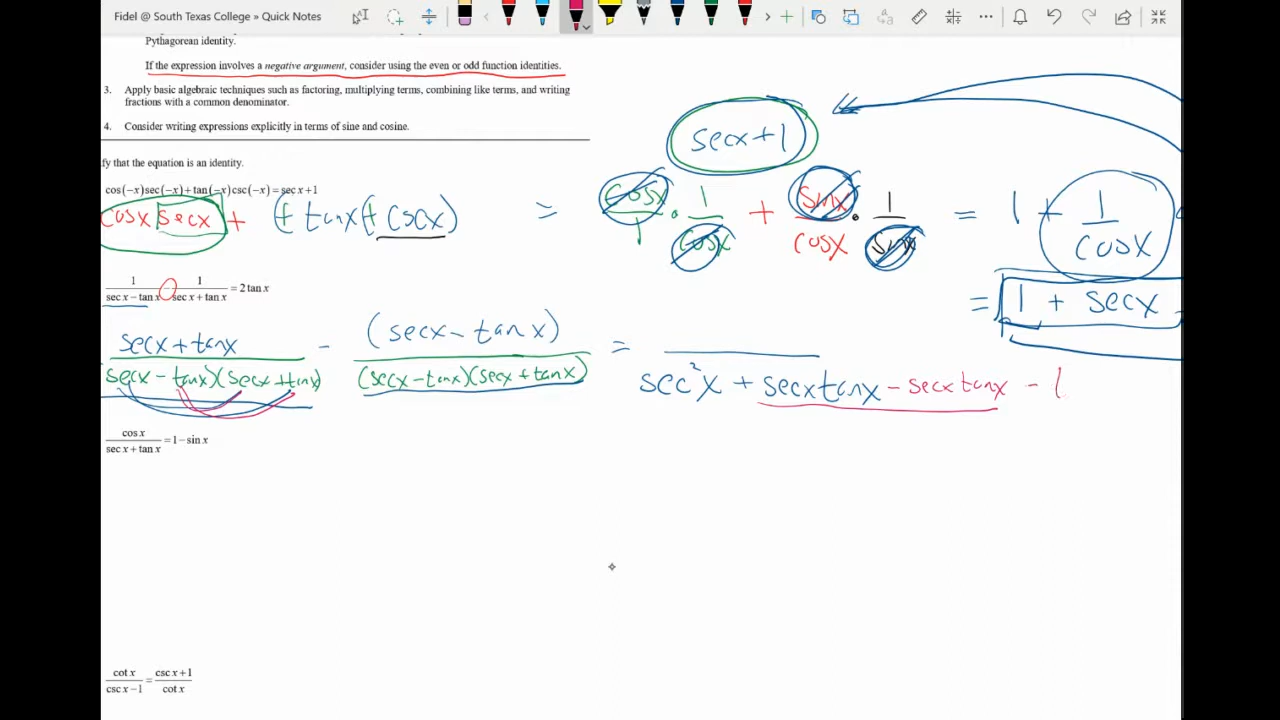 Fidel @ South Texas College » Quick Notes
Pythagorean identity.
If the expression involves a negative argument, consider using the even or odd function identities.
3. Apply basic algebraic techniques such as factoring, multiplying terms, combining like terms, and writing
fractions with a common denominator.
4. Consider writing expressions explicitly in terms of sine and cosine.
secx+1
fy that the equation is an identity.
cos(−x)sec(−x)+tan(−x)csc(−x)=sec x+1
cosx secx + (+ tanx(+ cscx) = cosx/1 · 1/cosx + sinx/cosx · 1/sinx = 1 + 1/cosx
1/(sec x − tan x) − 1/(sec x + tan x) = 2 tan x
= 1 + secx
secx + tanx / (secx − tanx)(secx + tanx) − (secx − tanx) / (secx − tanx)(secx + tanx) = sec²x + secxtanx − secxtanx −
cos x/(sec x + tan x) = 1 − sin x
cot x/(csc x − 1) = (csc x + 1)/cot x